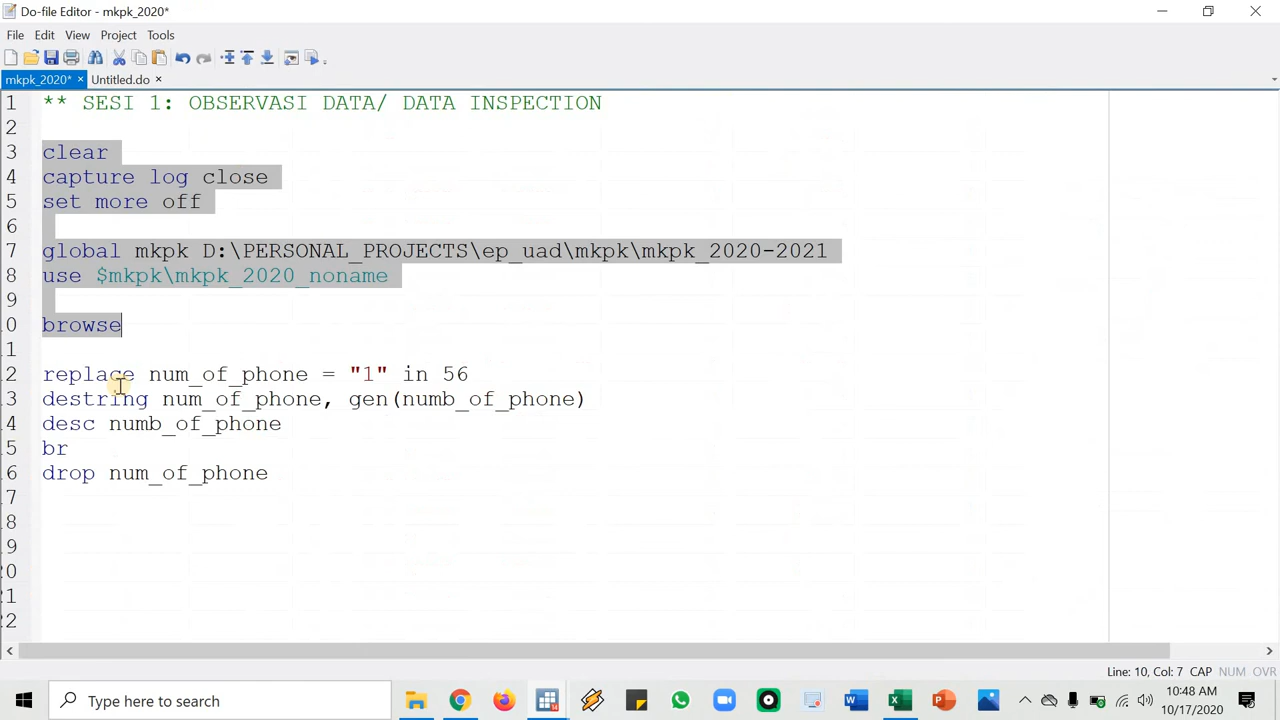 Do-file Editor - mkpk_2020*
File Edit View Project Tools
mkpk_2020* × Untitled.do ×
1 ** SESI 1: OBSERVASI DATA/ DATA INSPECTION
2
3 clear
4 capture log close
5 set more off
6
7 global mkpk D:\PERSONAL_PROJECTS\ep_uad\mkpk\mkpk_2020-2021
8 use $mkpk\mkpk_2020_noname
9
0 browse
1
2 replace num_of_phone = "1" in 56
3 destring num_of_phone, gen(numb_of_phone)
4 desc numb_of_phone
5 br
6 drop num_of_phone
7
8
9
0
1
2
Line: 10, Col: 7 CAP NUM OVR
Type here to search
10:48 AM
10/17/2020